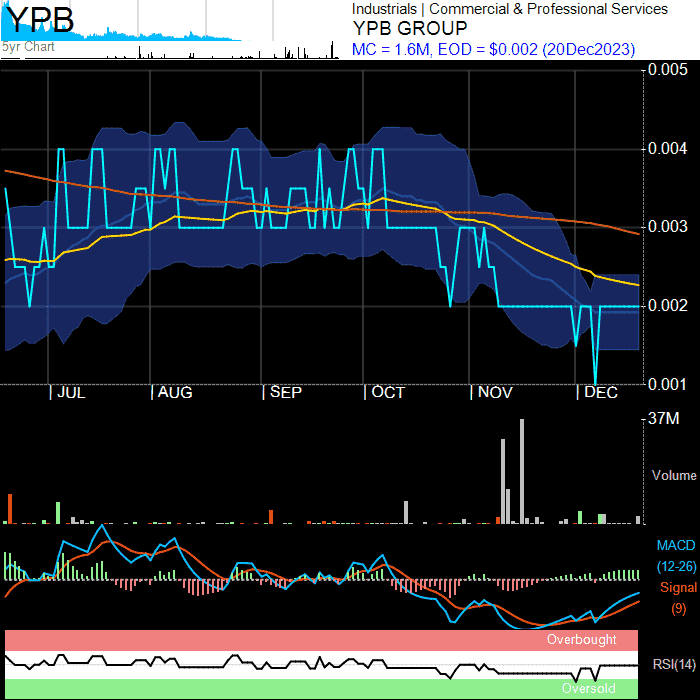 YPB
5yr Chart
Industrials | Commercial & Professional Services
YPB GROUP
MC = 1.6M, EOD = $0.002 (20Dec2023)
0.005
0.004
0.003
0.002
0.001
| JUL | AUG | SEP | OCT | NOV | DEC
37M
Volume
MACD
(12-26)
Signal
(9)
Overbought
RSI(14)
Oversold